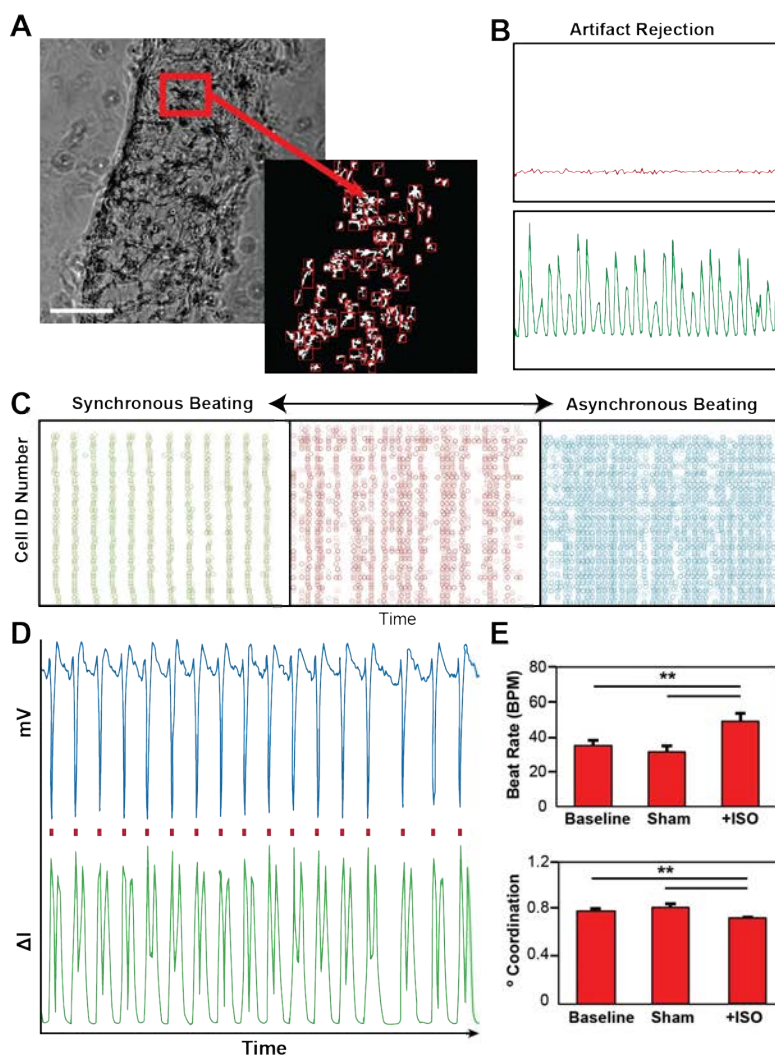 A
B
Artifact Rejection
C
Synchronous Beating
Asynchronous Beating
Cell ID Number
Time
D
mV
ΔI
Time
E
Beat Rate (BPM)
80
60
40
20
0
**
Baseline Sham +ISO
º Coordination
1.2
0.8
0.4
0
**
Baseline Sham +ISO